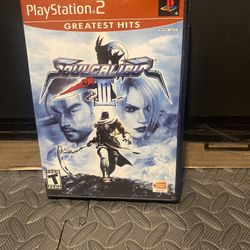 PlayStation 2
GREATEST HITS
SOULCALIBUR
III
T